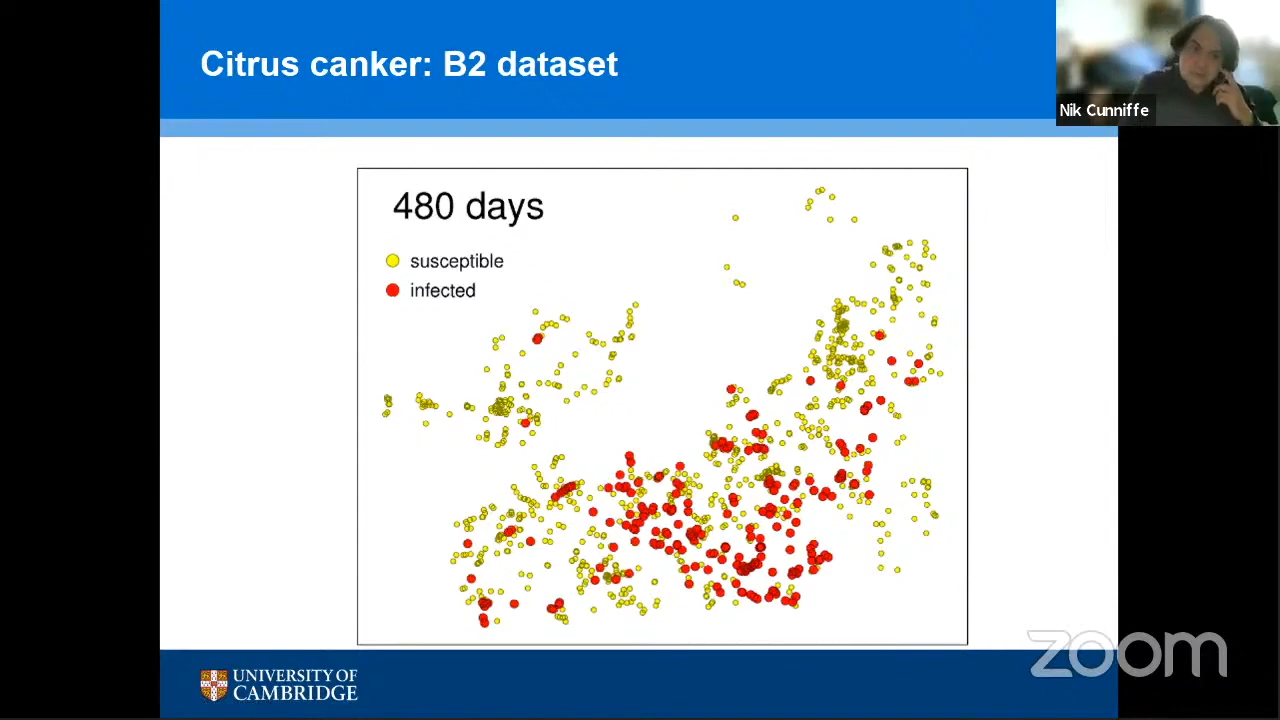 Citrus canker: B2 dataset
Nik Cunniffe
480 days
susceptible
infected
UNIVERSITY OF
CAMBRIDGE
zoom